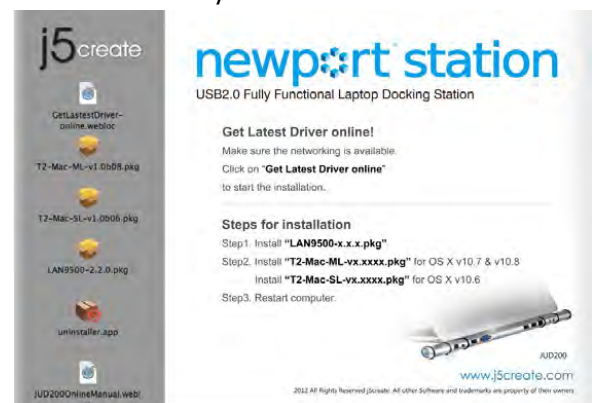 j5create
GetLastestDriver-
online.webloc
T2-Mac-ML-v1.0b08.pkg
T2-Mac-SL-v1.0b06.pkg
LAN9500-2.2.0.pkg
uninstaller.app
JUD200OnlineManual.webl
newport station
USB2.0 Fully Functional Laptop Docking Station
Get Latest Driver online!
Make sure the networking is available.
Click on "Get Latest Driver online"
to start the installation.
Steps for installation
Step1. Install "LAN9500-x.x.x.pkg"
Step2. Install "T2-Mac-ML-vx.xxxx.pkg" for OS X v10.7 & v10.8
Install "T2-Mac-SL-vx.xxxx.pkg" for OS X v10.6
Step3. Restart computer.
JUD200
www.j5create.com
2012 All Rights Reserved j5create. All other Software and trademarks are property of their owners